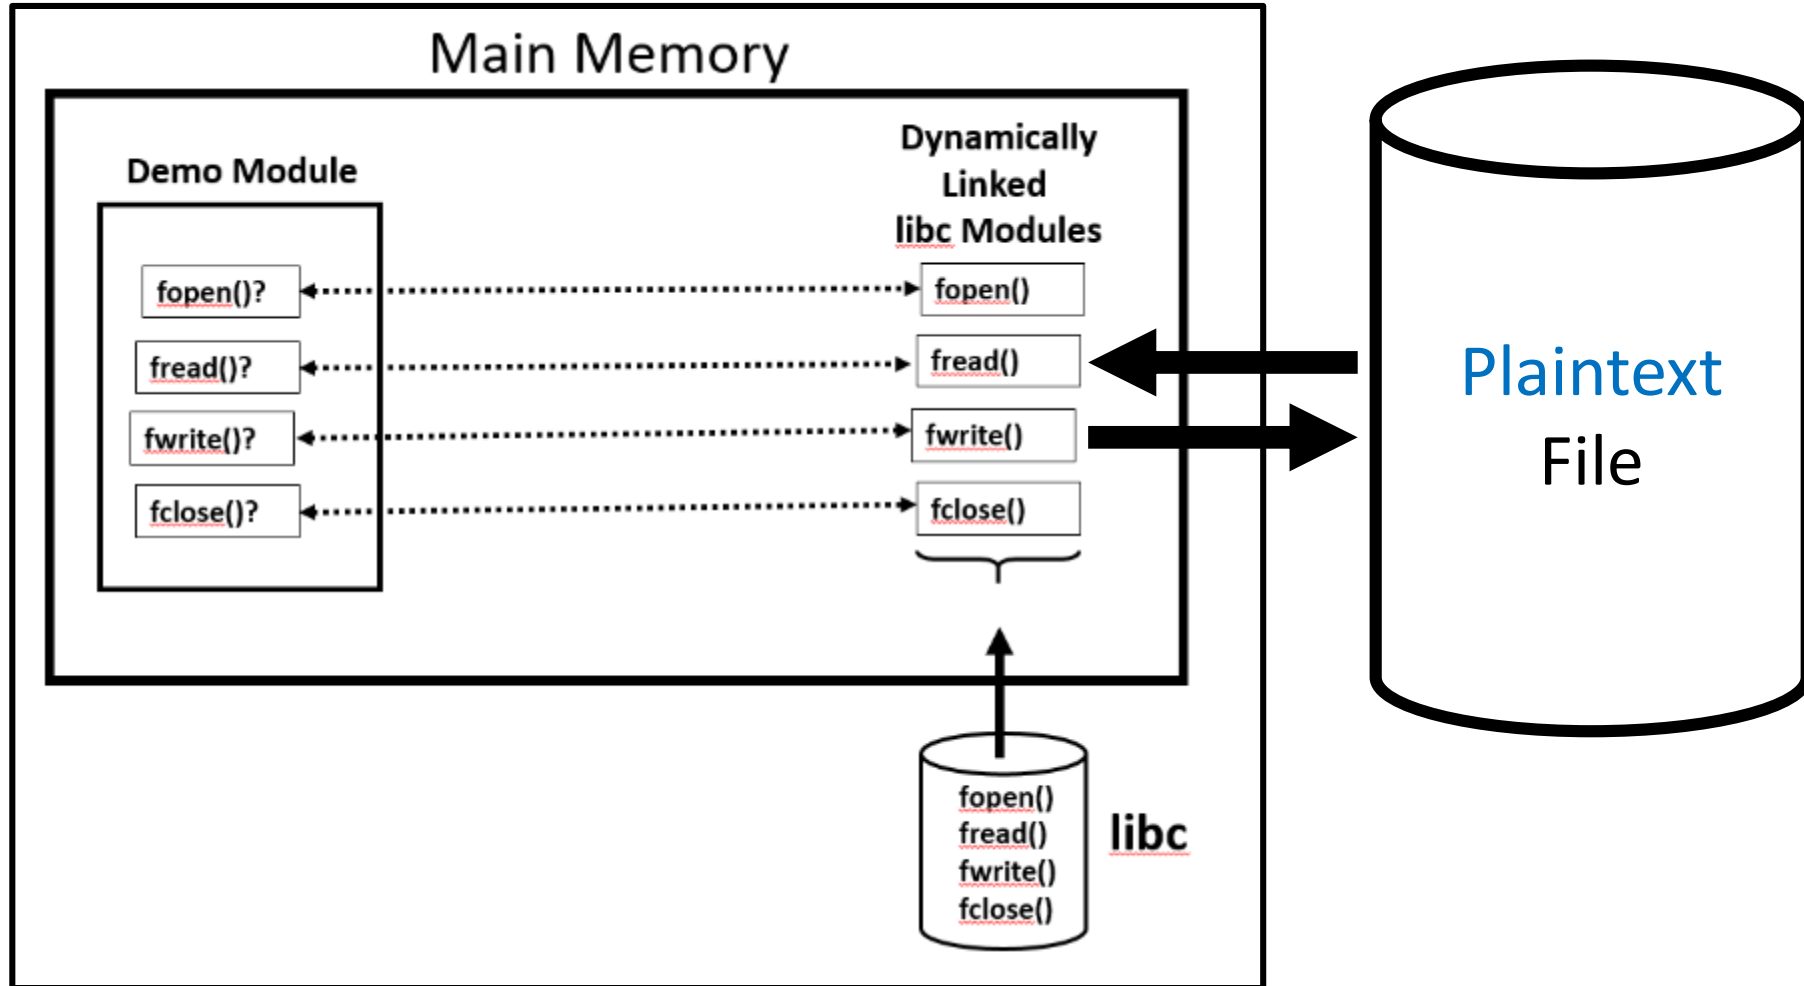 Main Memory
Demo Module
fopen()?
fread()?
fwrite()?
fclose()?
Dynamically
Linked
libc Modules
fopen()
fread()
fwrite()
fclose()
Plaintext
File
fopen()
fread()
fwrite()
fclose()
libc